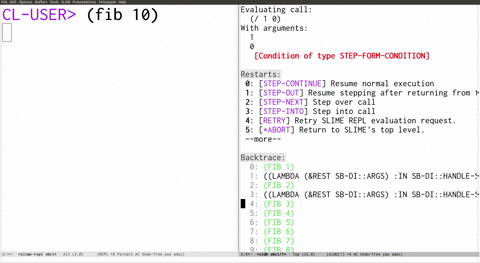 File Edit Options Buffers Tools SLIME Presentations YASnippet Help
CL-USER> (fib 10)
Evaluating call:
(/ 1 0)
With arguments:
1
0
[Condition of type STEP-FORM-CONDITION]
Restarts:
0: [STEP-CONTINUE] Resume normal execution
1: [STEP-OUT] Resume stepping after returning from
2: [STEP-NEXT] Step over call
3: [STEP-INTO] Step into call
4: [RETRY] Retry SLIME REPL evaluation request.
5: [*ABORT] Return to SLIME's top level.
--more--
Backtrace:
0: (FIB 1)
1: ((LAMBDA (&REST SB-DI::ARGS) :IN SB-DI::HANDLE-S
2: (FIB 2)
3: ((LAMBDA (&REST SB-DI::ARGS) :IN SB-DI::HANDLE-S
4: (FIB 3)
5: (FIB 4)
6: (FIB 5)
7: (FIB 6)
8: (FIB 7)
9: (FIB 8)
*slime-repl sbcl* All (2,0) (REPL +8 Paredit AC Undo-Tree yas adoc)
*sldb sbcl/1* Top (22,0) (sldb[1] +4 AC Undo-Tree yas adoc)